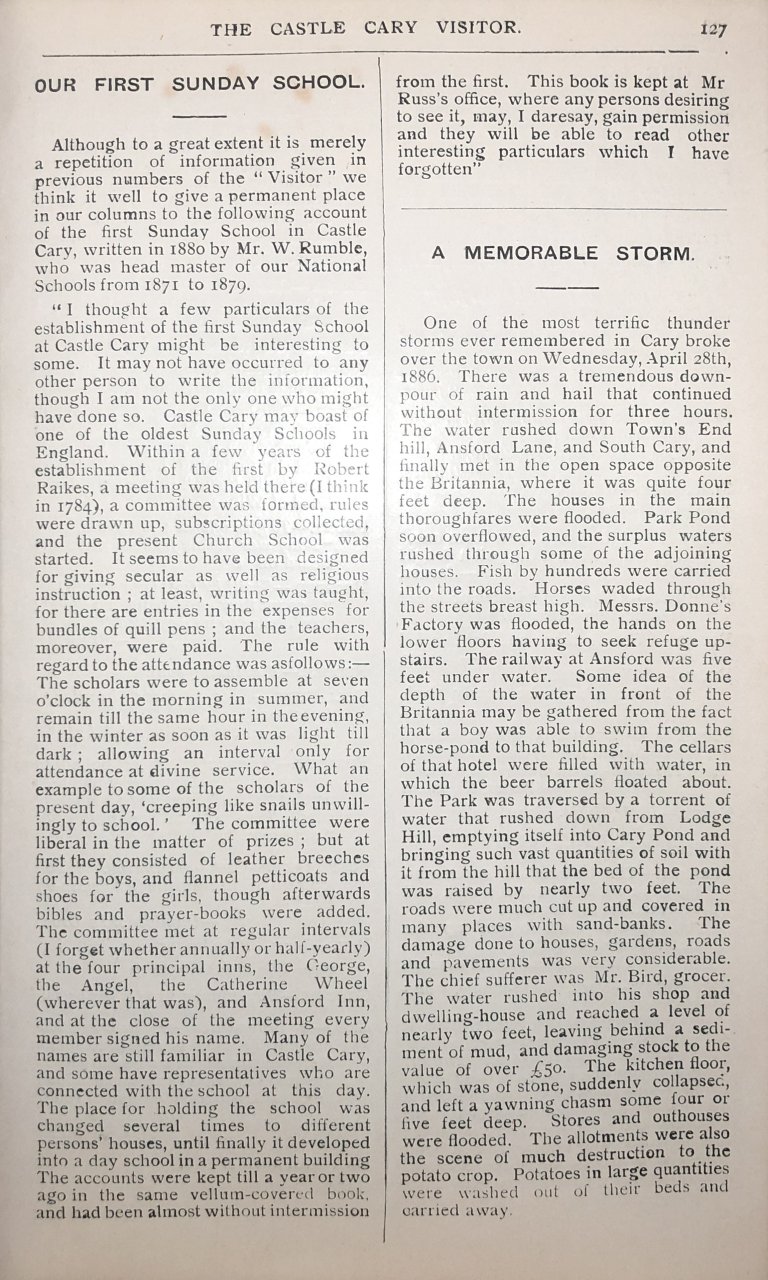 THE CASTLE CARY VISITOR. 127
OUR FIRST SUNDAY SCHOOL.
Although to a great extent it is merely
a repetition of information given in
previous numbers of the “ Visitor ” we
think it well to give a permanent place
in our columns to the following account
of the first Sunday School in Castle
Cary, written in 1880 by Mr. W. Rumble,
who was head master of our National
Schools from 1871 to 1879.
“ I thought a few particulars of the
establishment of the first Sunday School
at Castle Cary might be interesting to
some. It may not have occurred to any
other person to write the information,
though I am not the only one who might
have done so. Castle Cary may boast of
one of the oldest Sunday Schools in
England. Within a few years of the
establishment of the first by Robert
Raikes, a meeting was held there (I think
in 1784), a committee was formed, rules
were drawn up, subscriptions collected,
and the present Church School was
started. It seems to have been designed
for giving secular as well as religious
instruction ; at least, writing was taught,
for there are entries in the expenses for
bundles of quill pens ; and the teachers,
moreover, were paid. The rule with
regard to the attendance was asfollows:—
The scholars were to assemble at seven
o’clock in the morning in summer, and
remain till the same hour in the evening,
in the winter as soon as it was light till
dark ; allowing an interval only for
attendance at divine service. What an
example to some of the scholars of the
present day, ‘creeping like snails unwill-
ingly to school. ’ The committee were
liberal in the matter of prizes ; but at
first they consisted of leather breeches
for the boys, and flannel petticoats and
shoes for the girls, though afterwards
bibles and prayer-books were added.
The committee met at regular intervals
(I forget whether annually or half-yearly)
at the four principal inns, the George,
the Angel, the Catherine Wheel
(wherever that was), and Ansford Inn,
and at the close of the meeting every
member signed his name. Many of the
names are still familiar in Castle Cary,
and some have representatives who are
connected with the school at this day.
The place for holding the school was
changed several times to different
persons’ houses, until finally it developed
into a day school in a permanent building
The accounts were kept till a year or two
ago in the same vellum-covered book,
and had been almost without intermission
from the first. This book is kept at Mr
Russ’s office, where any persons desiring
to see it, may, I daresay, gain permission
and they will be able to read other
interesting particulars which I have
forgotten”
A MEMORABLE STORM.
One of the most terrific thunder
storms ever remembered in Cary broke
over the town on Wednesday, April 28th,
1886. There was a tremendous down-
pour of rain and hail that continued
without intermission for three hours.
The water rushed down Town’s End
hill, Ansford Lane, and South Cary, and
finally met in the open space opposite
the Britannia, where it was quite four
feet deep. The houses in the main
thoroughfares were flooded. Park Pond
soon overflowed, and the surplus waters
rushed through some of the adjoining
houses. Fish by hundreds were carried
into the roads. Horses waded through
the streets breast high. Messrs. Donne’s
Factory was flooded, the hands on the
lower floors having to seek refuge up-
stairs. The railway at Ansford was five
feet under water. Some idea of the
depth of the water in front of the
Britannia may be gathered from the fact
that a boy was able to swim from the
horse-pond to that building. The cellars
of that hotel were filled with water, in
which the beer barrels floated about.
The Park was traversed by a torrent of
water that rushed down from Lodge
Hill, emptying itself into Cary Pond and
bringing such vast quantities of soil with
it from the hill that the bed of the pond
was raised by nearly two feet. The
roads were much cut up and covered in
many places with sand-banks. The
damage done to houses, gardens, roads
and pavements was very considerable.
The chief sufferer was Mr. Bird, grocer.
The water rushed into his shop and
dwelling-house and reached a level of
nearly two feet, leaving behind a sedi-
ment of mud, and damaging stock to the
value of over £50. The kitchen floor,
which was of stone, suddenly collapsed,
and left a yawning chasm some four or
five feet deep. Stores and outhouses
were flooded. The allotments were also
the scene of much destruction to the
potato crop. Potatoes in large quantities
were washed out of their beds and
carried away.